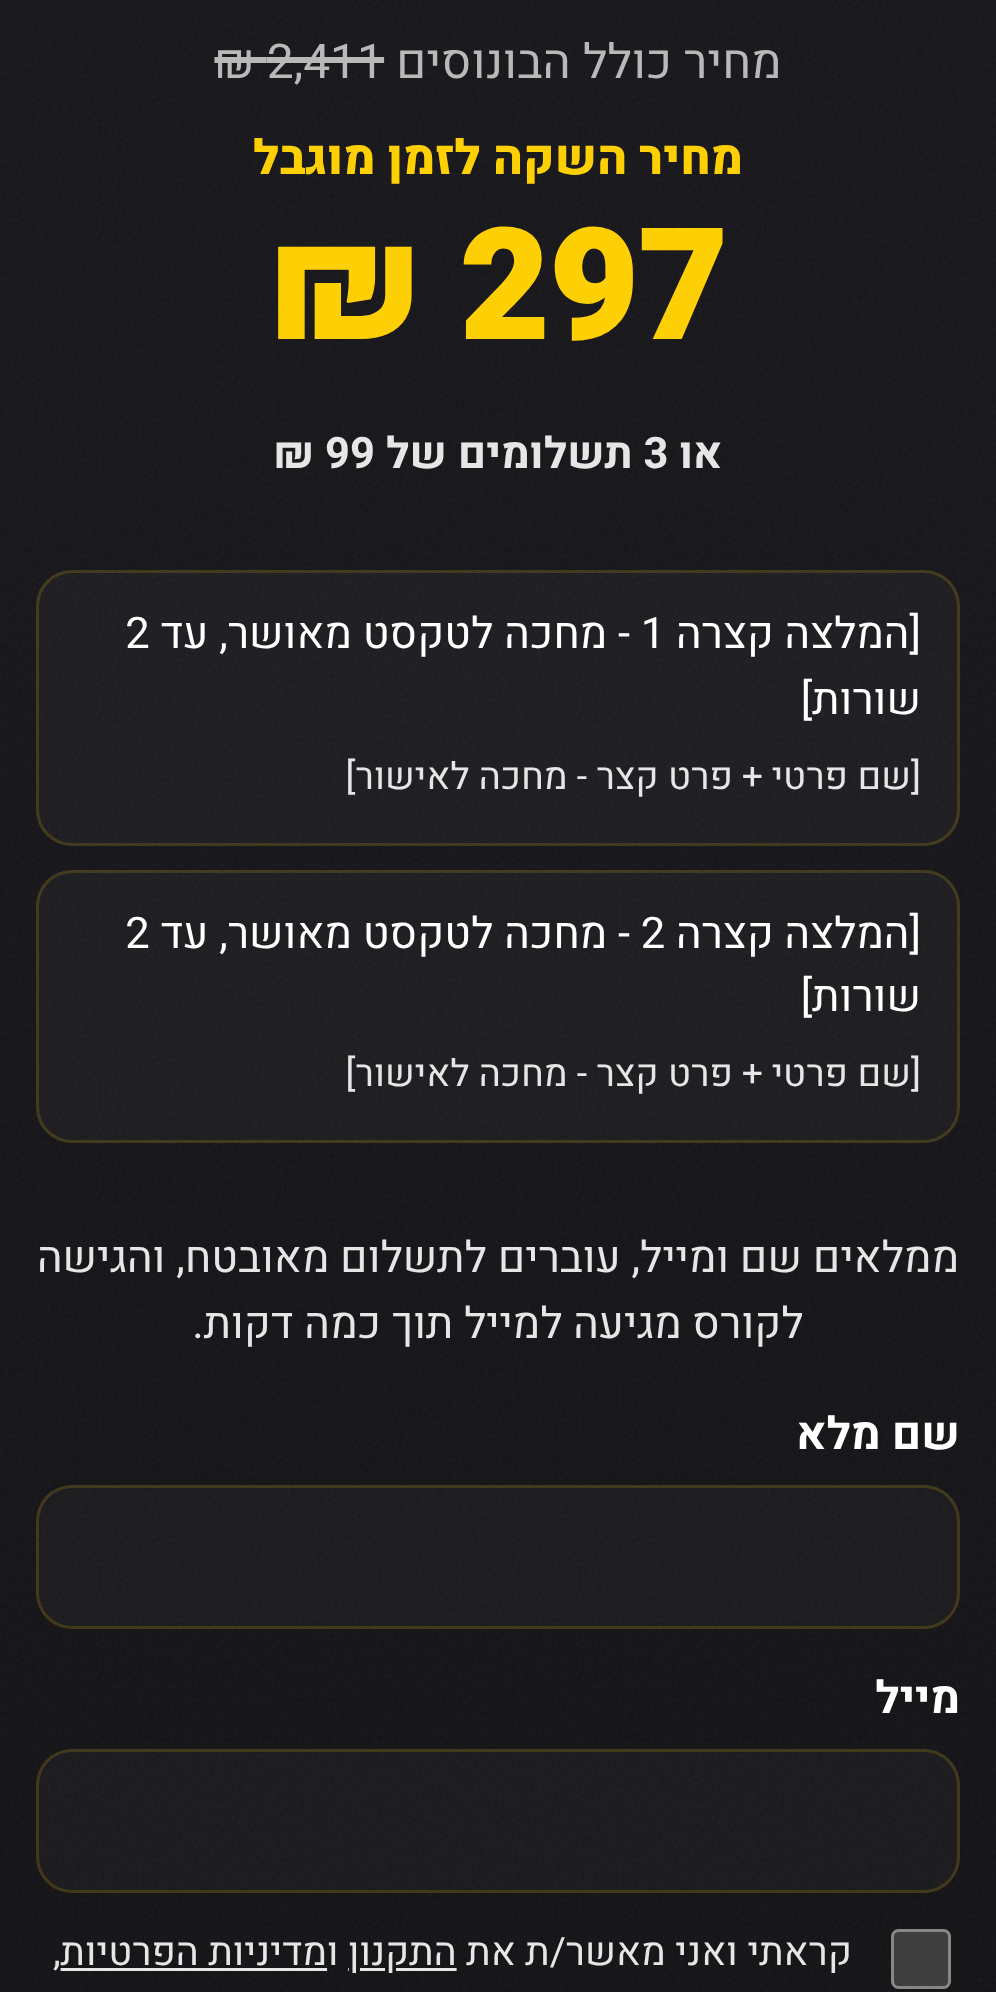 מחיר כולל הבונוסים 2,411 ₪
מחיר השקה לזמן מוגבל
297 ₪
או 3 תשלומים של 99 ₪
[המלצה קצרה 1 - מחכה לטקסט מאושר, עד 2
שורות]
[שם פרטי + פרט קצר - מחכה לאישור]
[המלצה קצרה 2 - מחכה לטקסט מאושר, עד 2
שורות]
[שם פרטי + פרט קצר - מחכה לאישור]
ממלאים שם ומייל, עוברים לתשלום מאובטח, והגישה
לקורס מגיעה למייל תוך כמה דקות.
שם מלא
מייל
קראתי ואני מאשר/ת את התקנון ומדיניות הפרטיות,